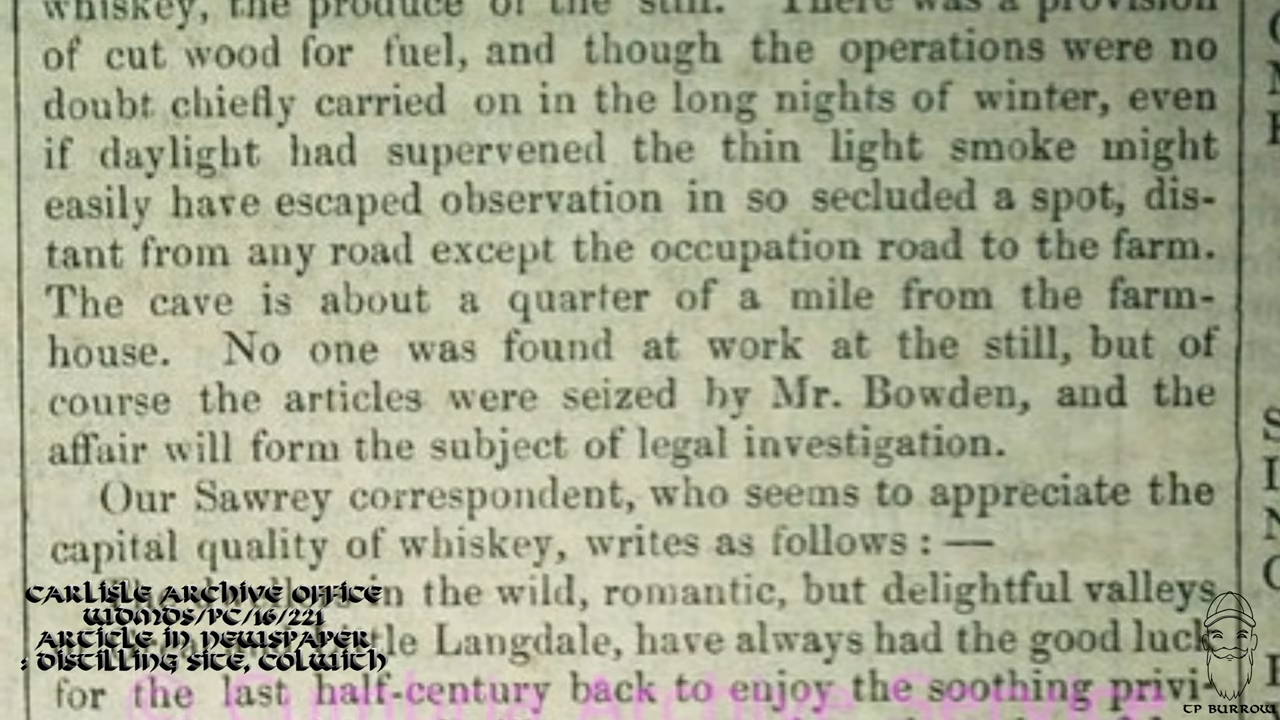 whiskey, the produce of the still. There was a provision
of cut wood for fuel, and though the operations were no
doubt chiefly carried on in the long nights of winter, even
if daylight had supervened the thin light smoke might
easily have escaped observation in so secluded a spot, dis-
tant from any road except the occupation road to the farm.
The cave is about a quarter of a mile from the farm-
house. No one was found at work at the still, but of
course the articles were seized by Mr. Bowden, and the
affair will form the subject of legal investigation.
Our Sawrey correspondent, who seems to appreciate the
capital quality of whiskey, writes as follows : —
in the wild, romantic, but delightful valleys
Langdale, have always had the good luck
for the last half-century back to enjoy the soothing privi-
CARLISLE ARCHIVE OFFICE
WDMDS/PC/16/221
ARTICLE IN NEWSPAPER
: DISTILLING SITE, COLWITH
© Cumbria Archive Service
TP BURROW